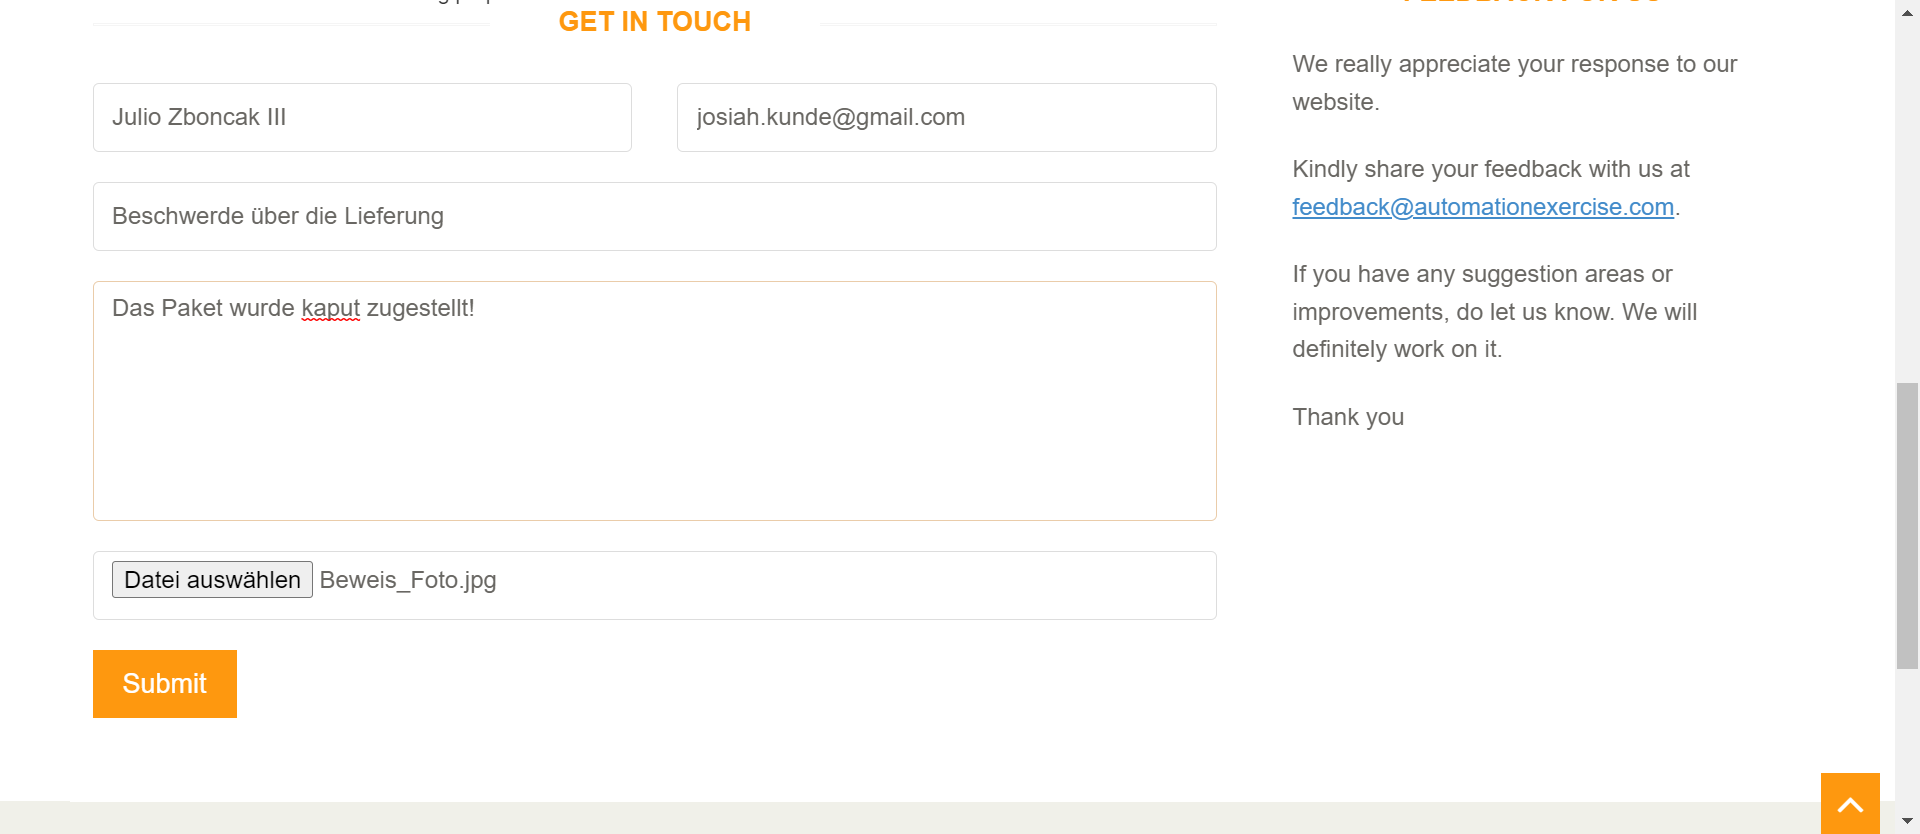 GET IN TOUCH
Julio Zboncak III
josiah.kunde@gmail.com
Beschwerde über die Lieferung
Das Paket wurde kaput zugestellt!
Datei auswählen Beweis_Foto.jpg
Submit
We really appreciate your response to our
website.
Kindly share your feedback with us at
feedback@automationexercise.com.
If you have any suggestion areas or
improvements, do let us know. We will
definitely work on it.
Thank you